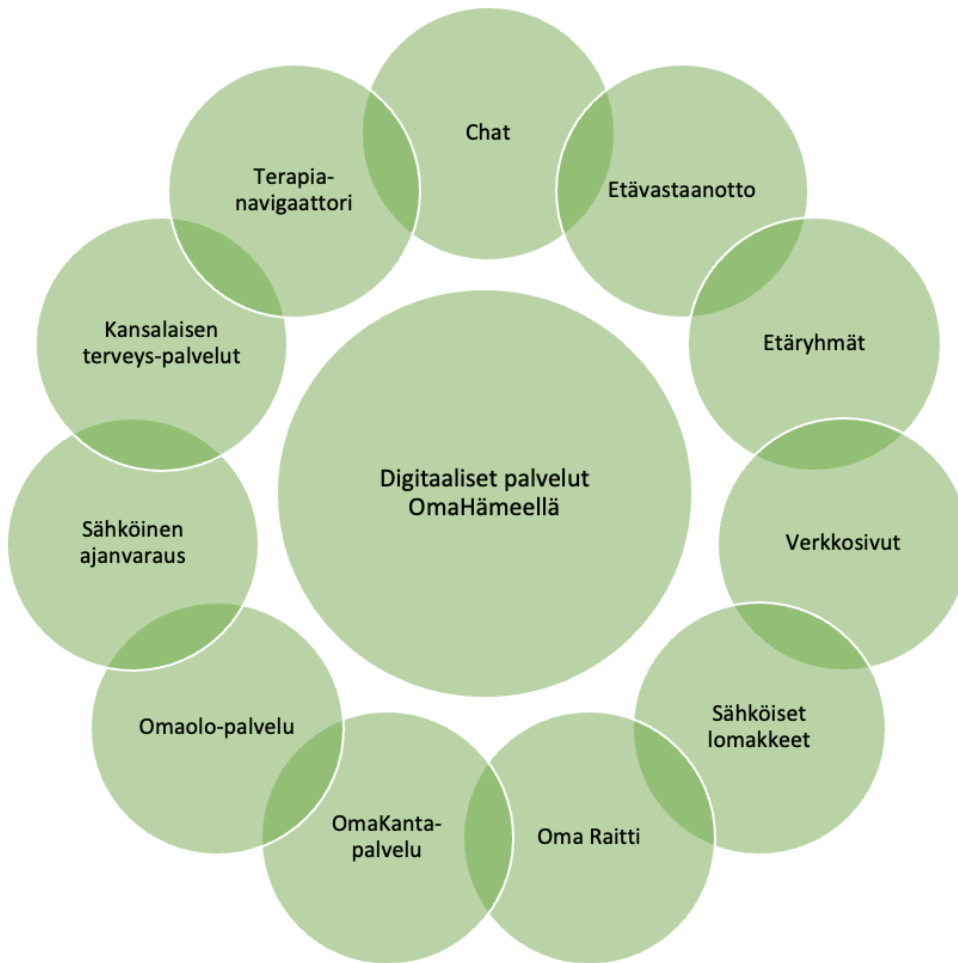 Chat
Etävastaanotto
Etäryhmät
Verkkosivut
Sähköiset
lomakkeet
Oma Raitti
OmaKanta-
palvelu
Omaolo-palvelu
Sähköinen
ajanvaraus
Kansalaisen
terveys-palvelut
Terapia-
navigaattori
Digitaaliset palvelut
OmaHämeellä